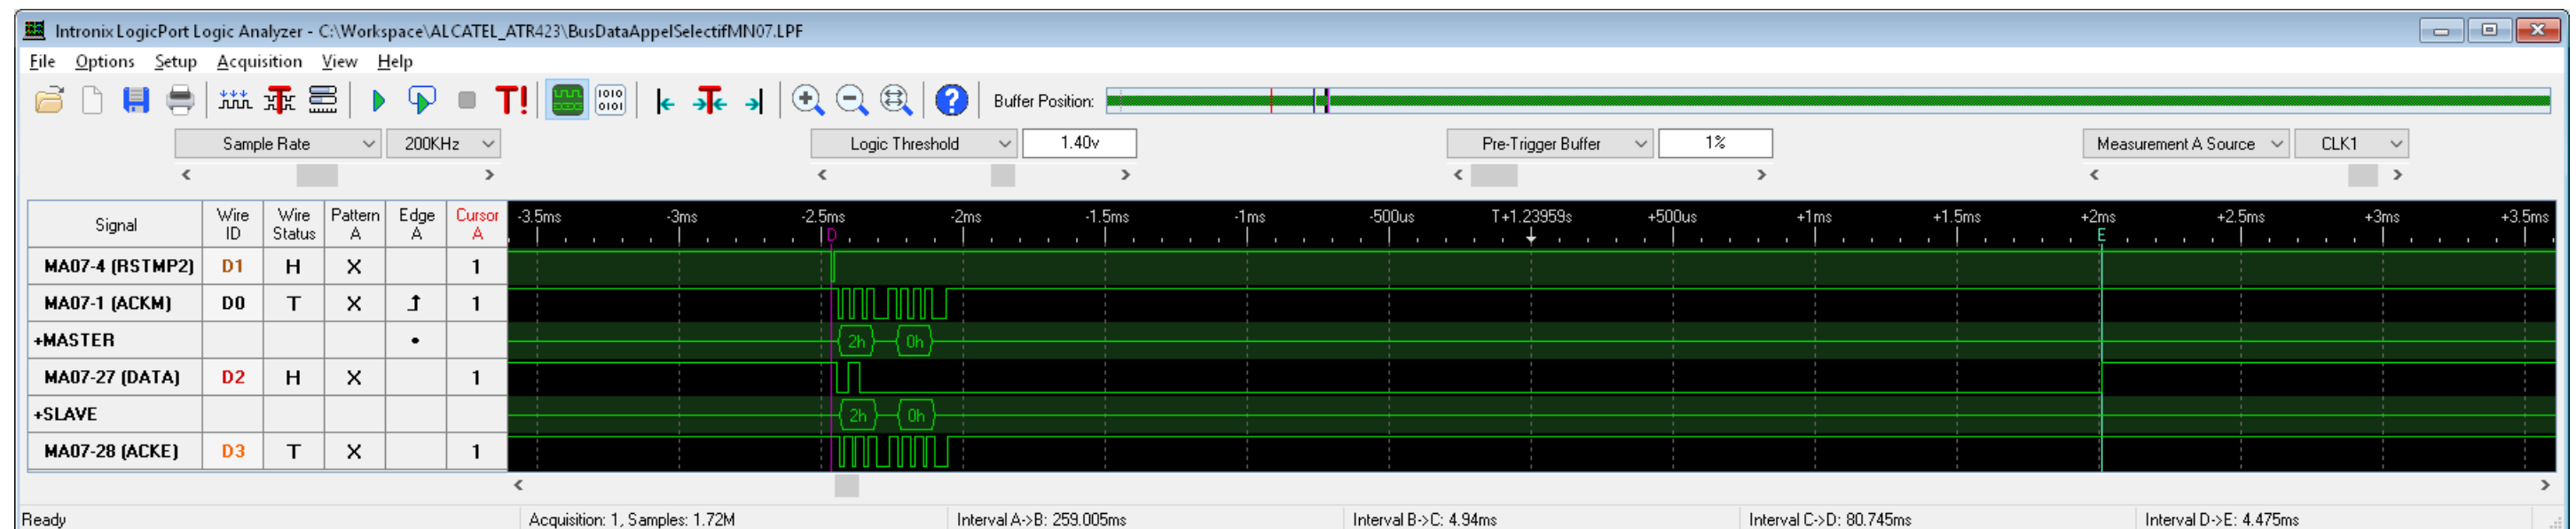 Intronix LogicPort Logic Analyzer - C:\Workspace\ALCATEL_ATR423\BusDataAppelSelectifMN07.LPF
File Options Setup Acquisition View Help
T! 1010 0101 ? Buffer Position:
Sample Rate 200KHz Logic Threshold 1.40v Pre-Trigger Buffer 1% Measurement A Source CLK1
Signal Wire ID Wire Status Pattern A Edge A Cursor A -3.5ms -3ms -2.5ms -2ms -1.5ms -1ms -500us T+1.23959s +500us +1ms +1.5ms +2ms +2.5ms +3ms +3.5ms
D E
MA07-4 (RSTMP2) D1 H X 1
MA07-1 (ACKM) D0 T X 1
+MASTER 2h 0h
MA07-27 (DATA) D2 H X 1
+SLAVE 2h 0h
MA07-28 (ACKE) D3 T X 1
Ready Acquisition: 1, Samples: 1.72M Interval A->B: 259.005ms Interval B->C: 4.94ms Interval C->D: 80.745ms Interval D->E: 4.475ms